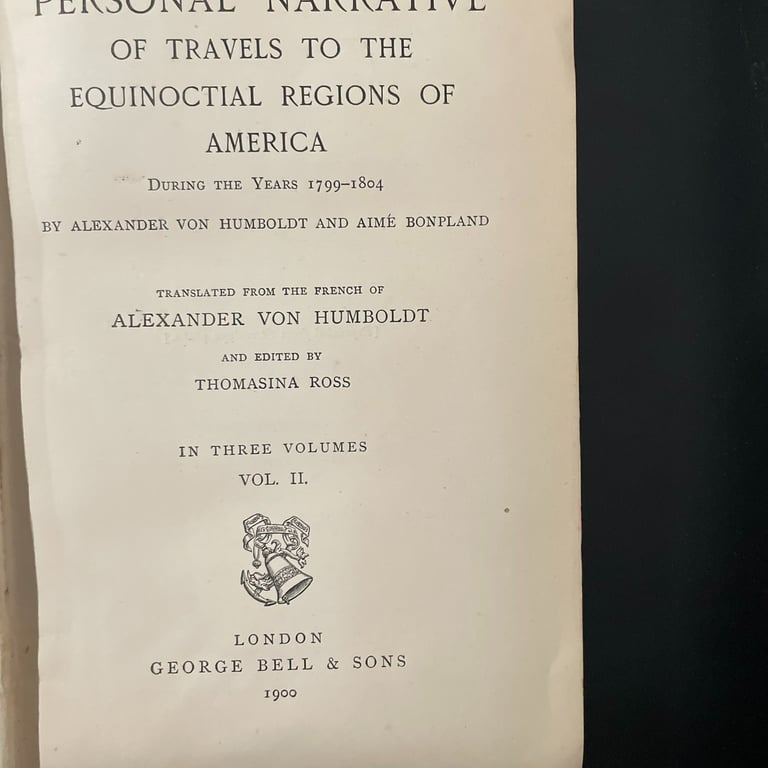 PERSONAL NARRATIVE
OF TRAVELS TO THE
EQUINOCTIAL REGIONS OF
AMERICA
DURING THE YEARS 1799–1804
BY ALEXANDER VON HUMBOLDT AND AIMÉ BONPLAND
TRANSLATED FROM THE FRENCH OF
ALEXANDER VON HUMBOLDT
AND EDITED BY
THOMASINA ROSS
IN THREE VOLUMES
VOL. II.
LONDON
GEORGE BELL & SONS
1900